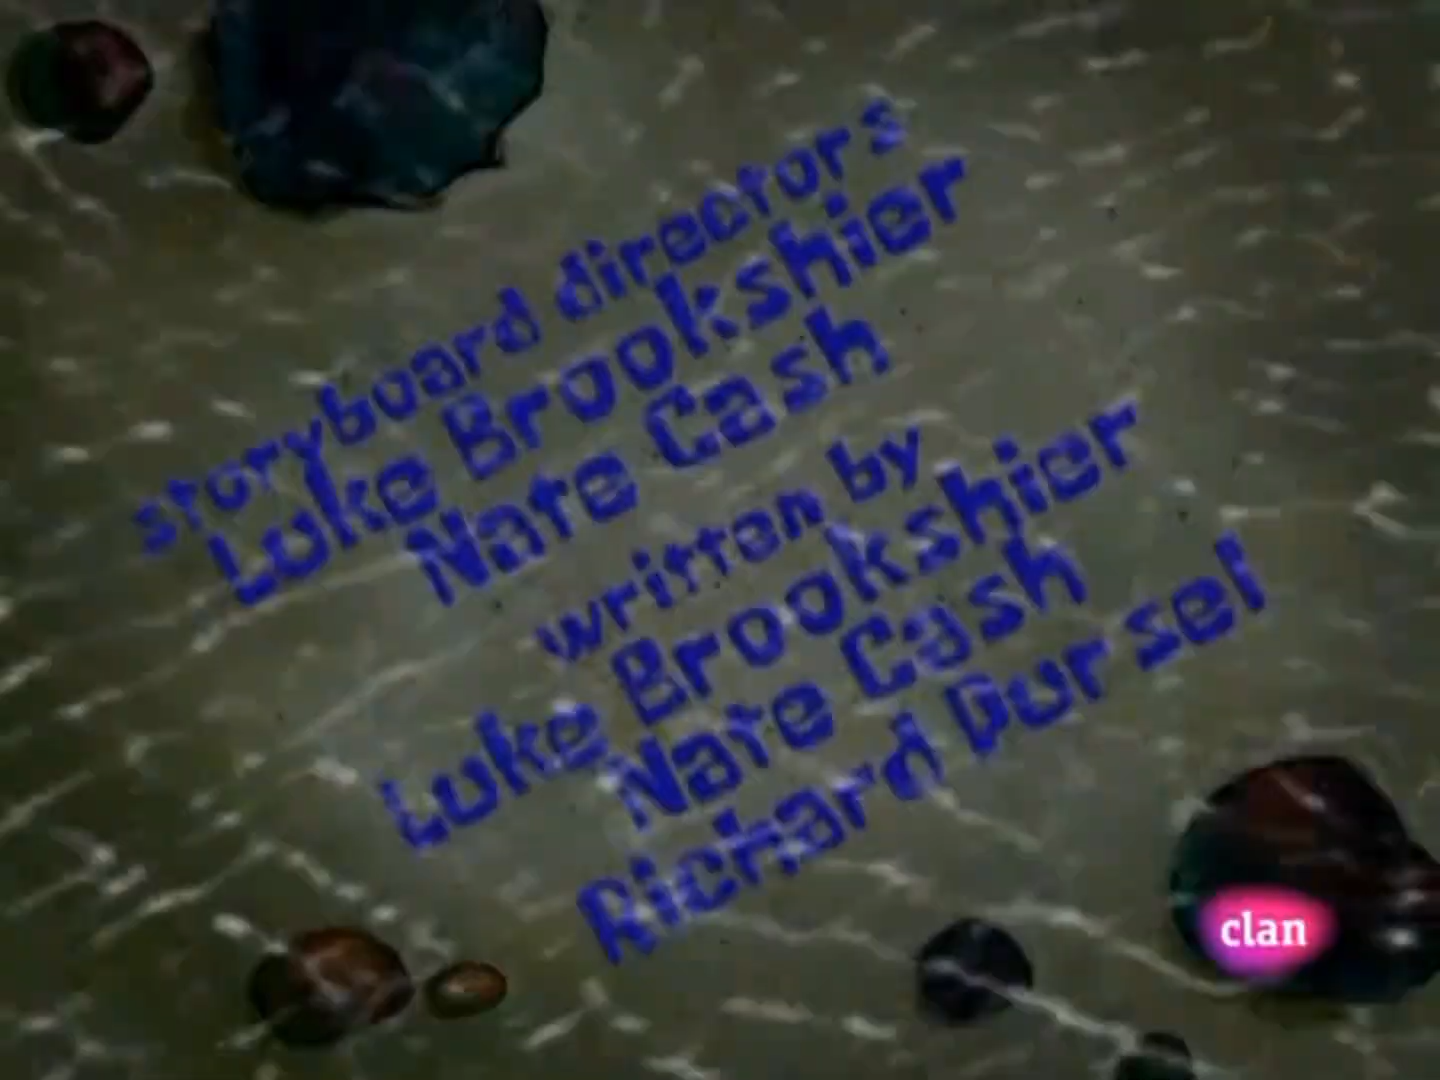 storyboard directors
Luke Brookshier
Nate Cash
written by
Luke Brookshier
Nate Cash
Richard Pursel
clan